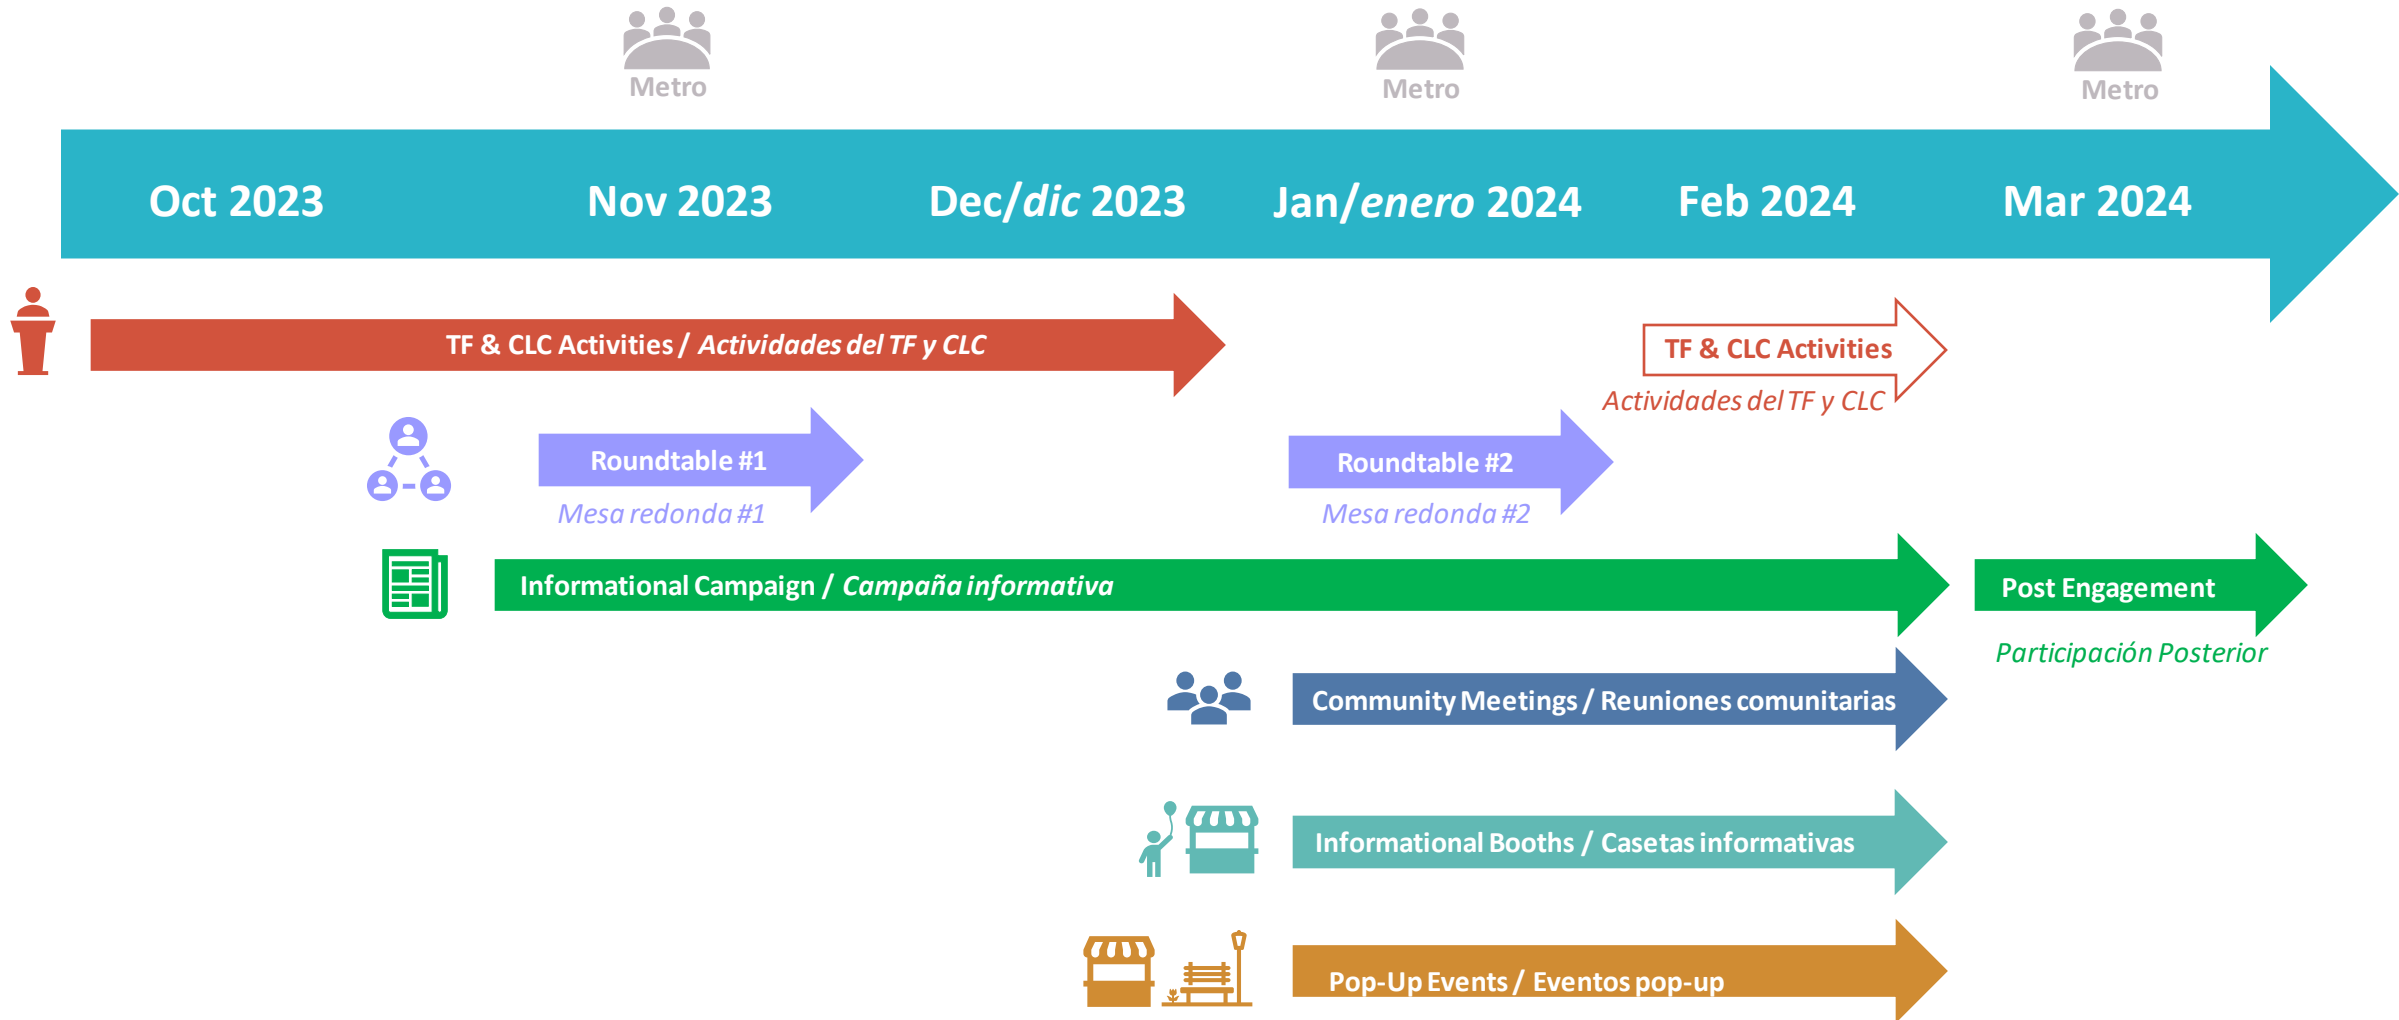 Metro
Metro
Metro
Oct 2023
Nov 2023
Dec/dic 2023
Jan/enero 2024
Feb 2024
Mar 2024
TF & CLC Activities / Actividades del TF y CLC
TF & CLC Activities
Actividades del TF y CLC
Roundtable #1
Mesa redonda #1
Roundtable #2
Mesa redonda #2
Informational Campaign / Campaña informativa
Post Engagement
Participación Posterior
Community Meetings / Reuniones comunitarias
Informational Booths / Casetas informativas
Pop-Up Events / Eventos pop-up